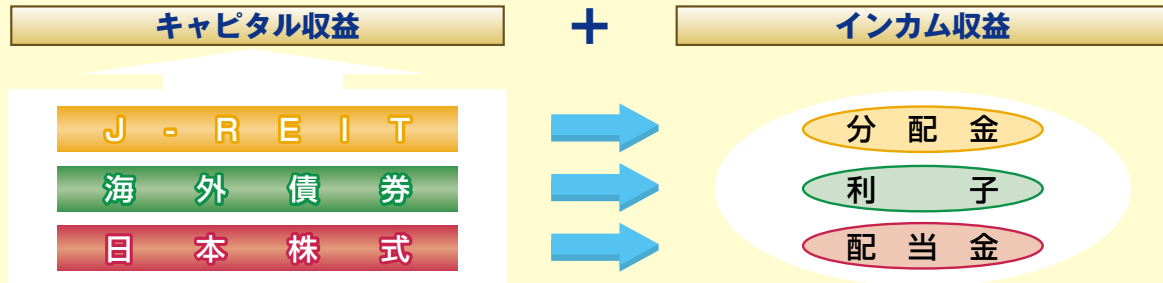 キャピタル収益 + インカム収益
J-REIT 分配金
海外債券 利子
日本株式 配当金